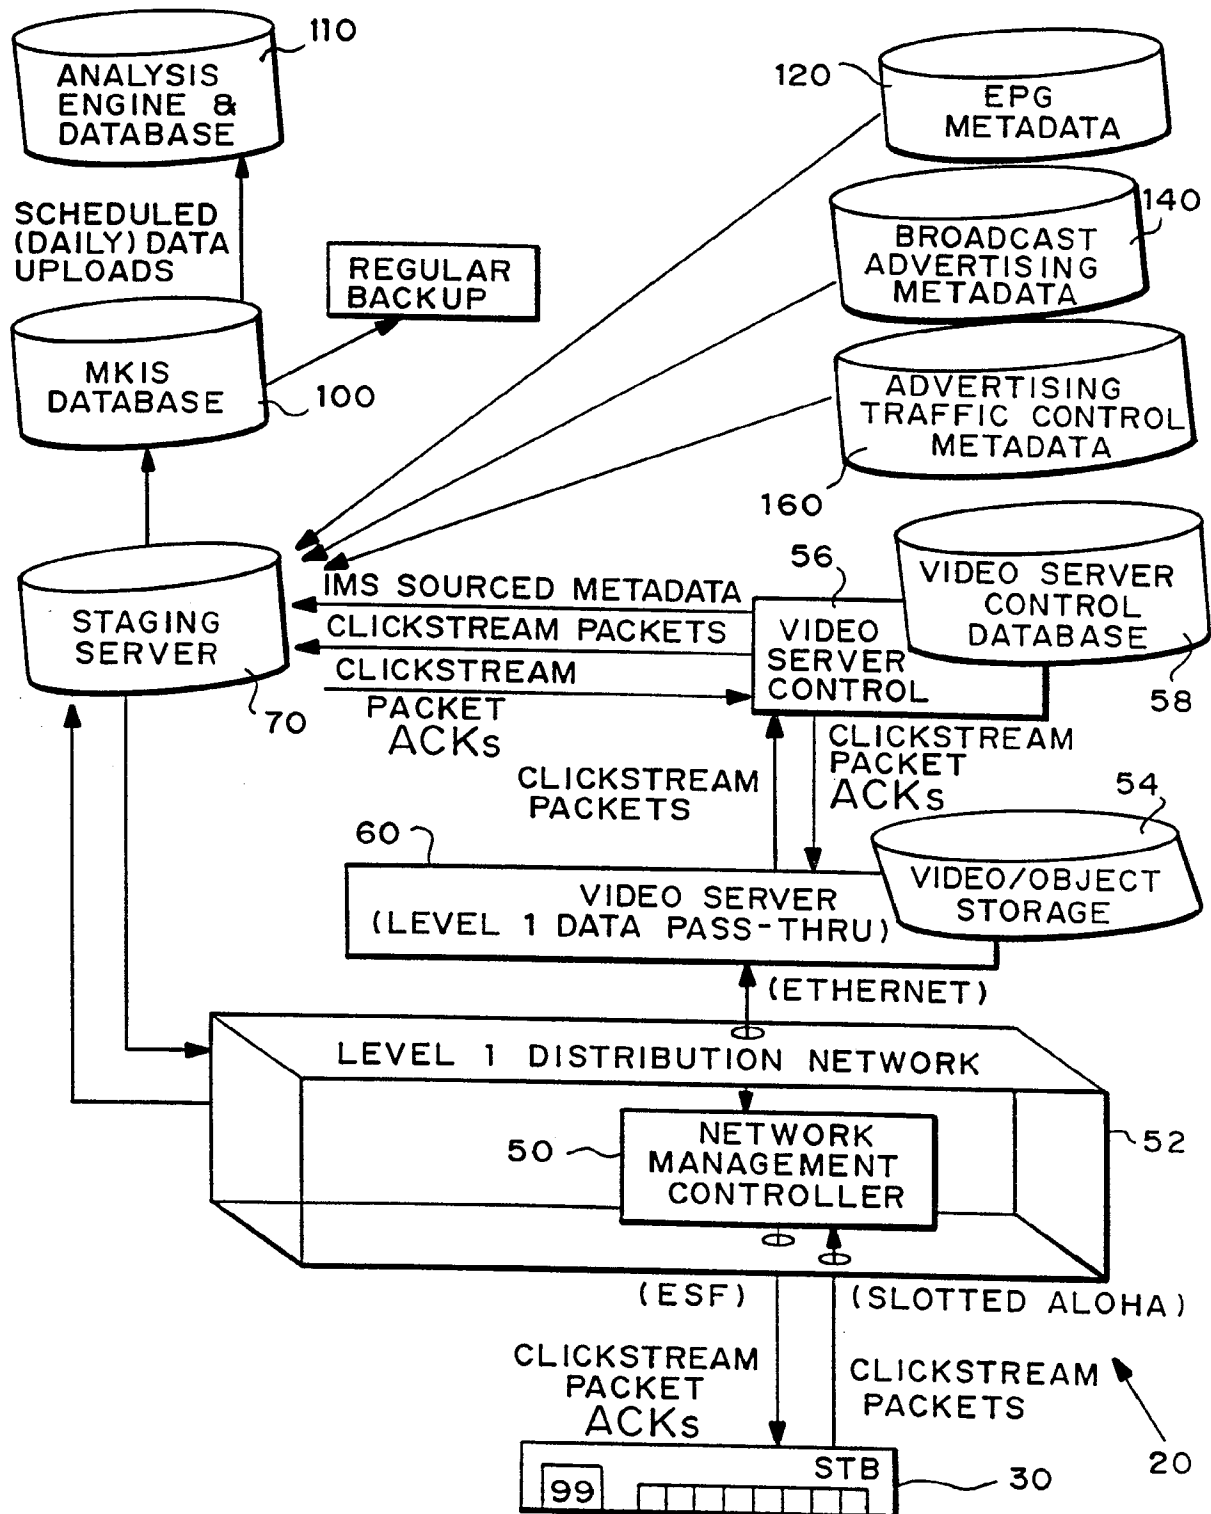 110
ANALYSIS
ENGINE &
DATABASE
SCHEDULED
(DAILY) DATA
UPLOADS
REGULAR
BACKUP
MKIS
DATABASE
100
120
EPG
METADATA
140
BROADCAST
ADVERTISING
METADATA
ADVERTISING
TRAFFIC CONTROL
METADATA
160
STAGING
SERVER
70
IMS SOURCED METADATA
CLICKSTREAM PACKETS
CLICKSTREAM
PACKET
ACKs
56
VIDEO
SERVER
CONTROL
VIDEO SERVER
CONTROL
DATABASE
58
CLICKSTREAM
PACKETS
CLICKSTREAM
PACKET
ACKs
54
VIDEO/OBJECT
STORAGE
60
VIDEO SERVER
(LEVEL 1 DATA PASS-THRU)
(ETHERNET)
LEVEL 1 DISTRIBUTION NETWORK
50
NETWORK
MANAGEMENT
CONTROLLER
52
(ESF)
(SLOTTED ALOHA)
CLICKSTREAM
PACKET
ACKs
CLICKSTREAM
PACKETS
20
STB
99
30